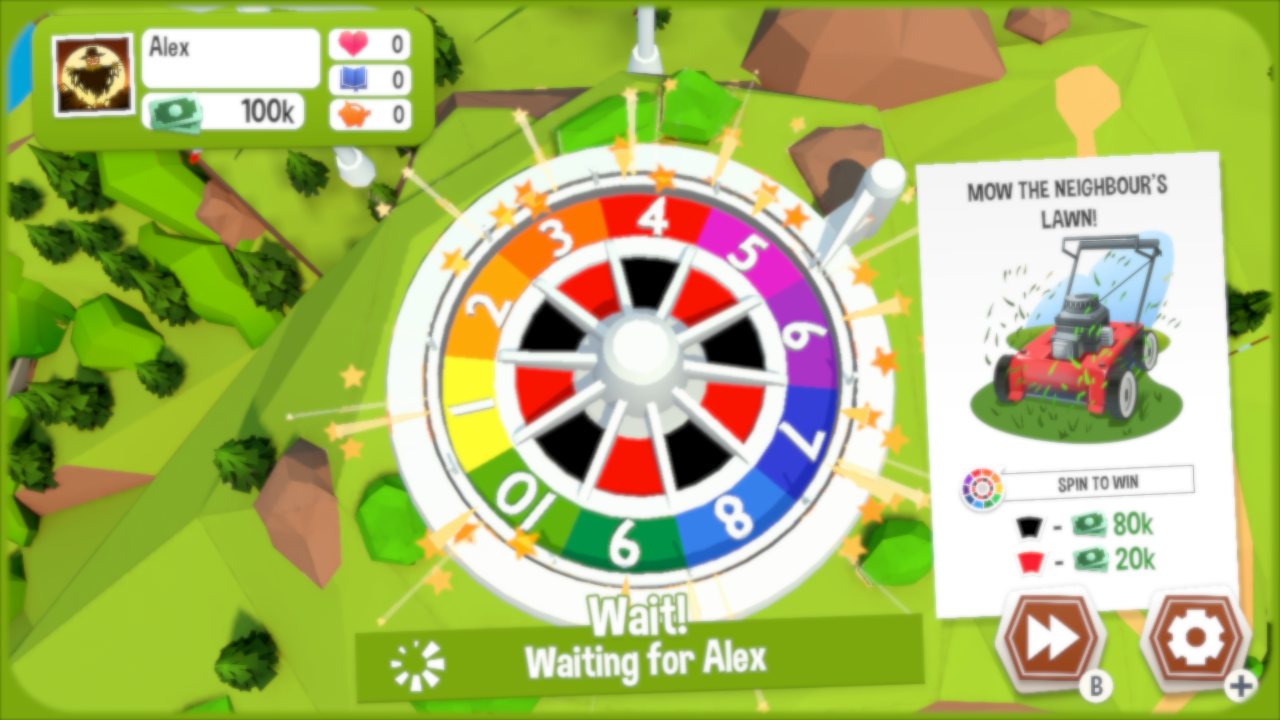 Alex
0
0
100k
0
MOW THE NEIGHBOUR'S
LAWN!
4
3
5
2
6
1
7
10
8
9
SPIN TO WIN
- 80k
- 20k
Wait!
Waiting for Alex
B
+